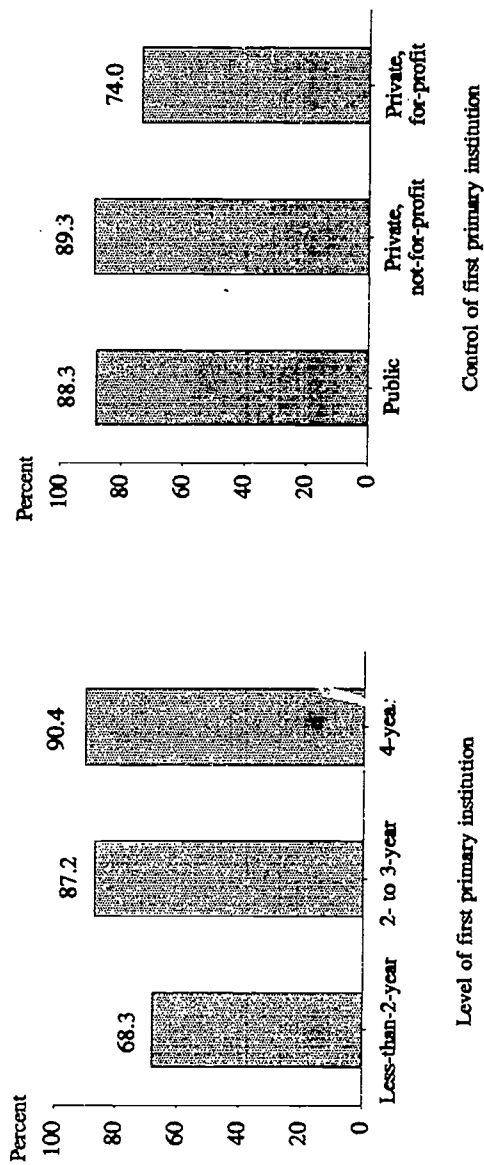 Percent
100
80
60
40
20
0
68.3
87.2
90.4
Less-than-2-year 2- to 3-year 4-yea.:
Level of first primary institution
Percent
100
80
60
40
20
0
88.3
89.3
74.0
Public
Private,
not-for-profit
Private,
for-profit
Control of first primary institution